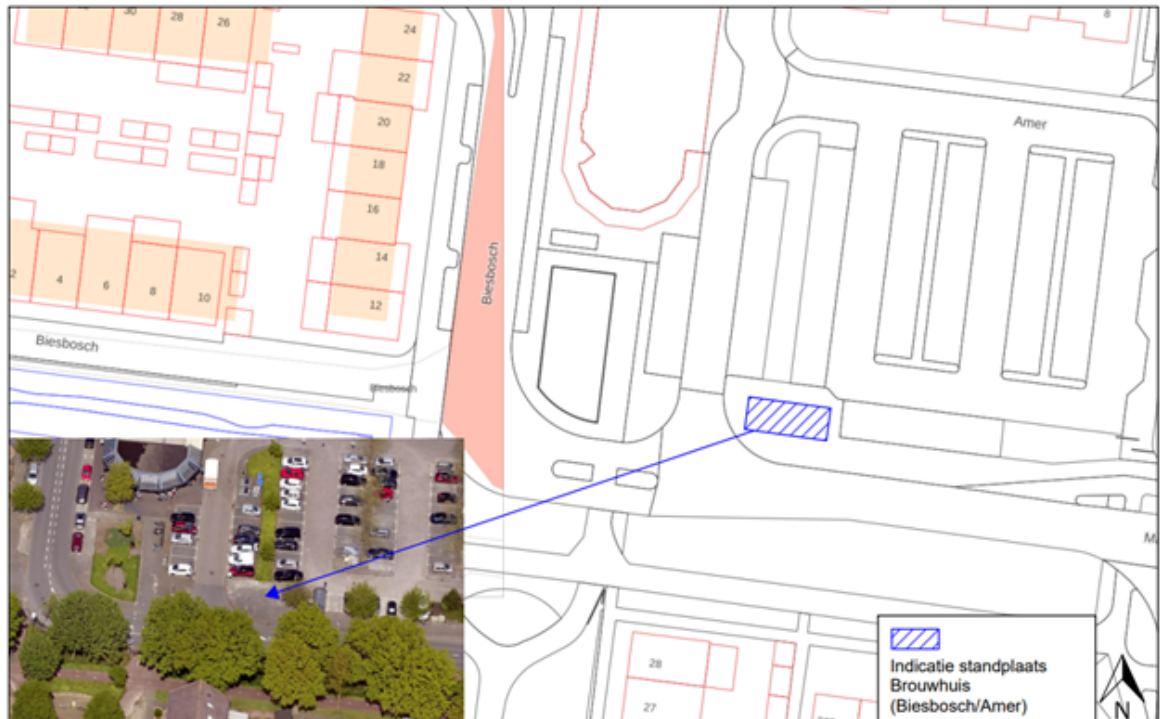 30
28
26
24
22
20
18
16
14
12
2
4
6
8
10
8
Amer
Biesbosch
Biesbosch
Biesbosch
28
27
Indicatie standplaats
Brouwhuis
(Biesbosch/Amer)
N